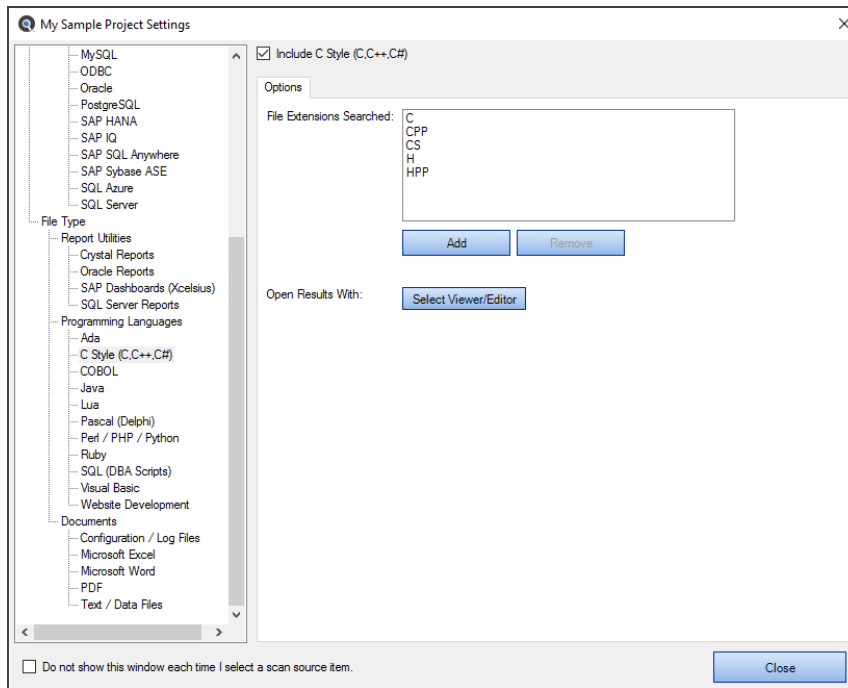 My Sample Project Settings
MySQL
ODBC
Oracle
PostgreSQL
SAP HANA
SAP IQ
SAP SQL Anywhere
SAP Sybase ASE
SQL Azure
SQL Server
File Type
Report Utilities
Crystal Reports
Oracle Reports
SAP Dashboards (Xcelsius)
SQL Server Reports
Programming Languages
Ada
C Style (C,C++,C#)
COBOL
Java
Lua
Pascal (Delphi)
Perl / PHP / Python
Ruby
SQL (DBA Scripts)
Visual Basic
Website Development
Documents
Configuration / Log Files
Microsoft Excel
Microsoft Word
PDF
Text / Data Files
Include C Style (C,C++,C#)
Options
File Extensions Searched:
C
CPP
CS
H
HPP
Add Remove
Open Results With: Select Viewer/Editor
Do not show this window each time I select a scan source item.
Close